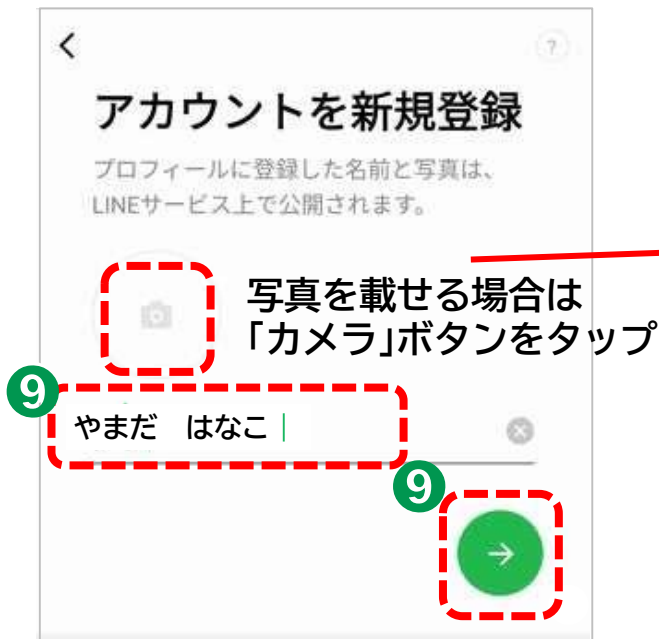 ?
アカウントを新規登録
プロフィールに登録した名前と写真は、
LINEサービス上で公開されます。
写真を載せる場合は
「カメラ」ボタンをタップ
9
やまだ　はなこ
9